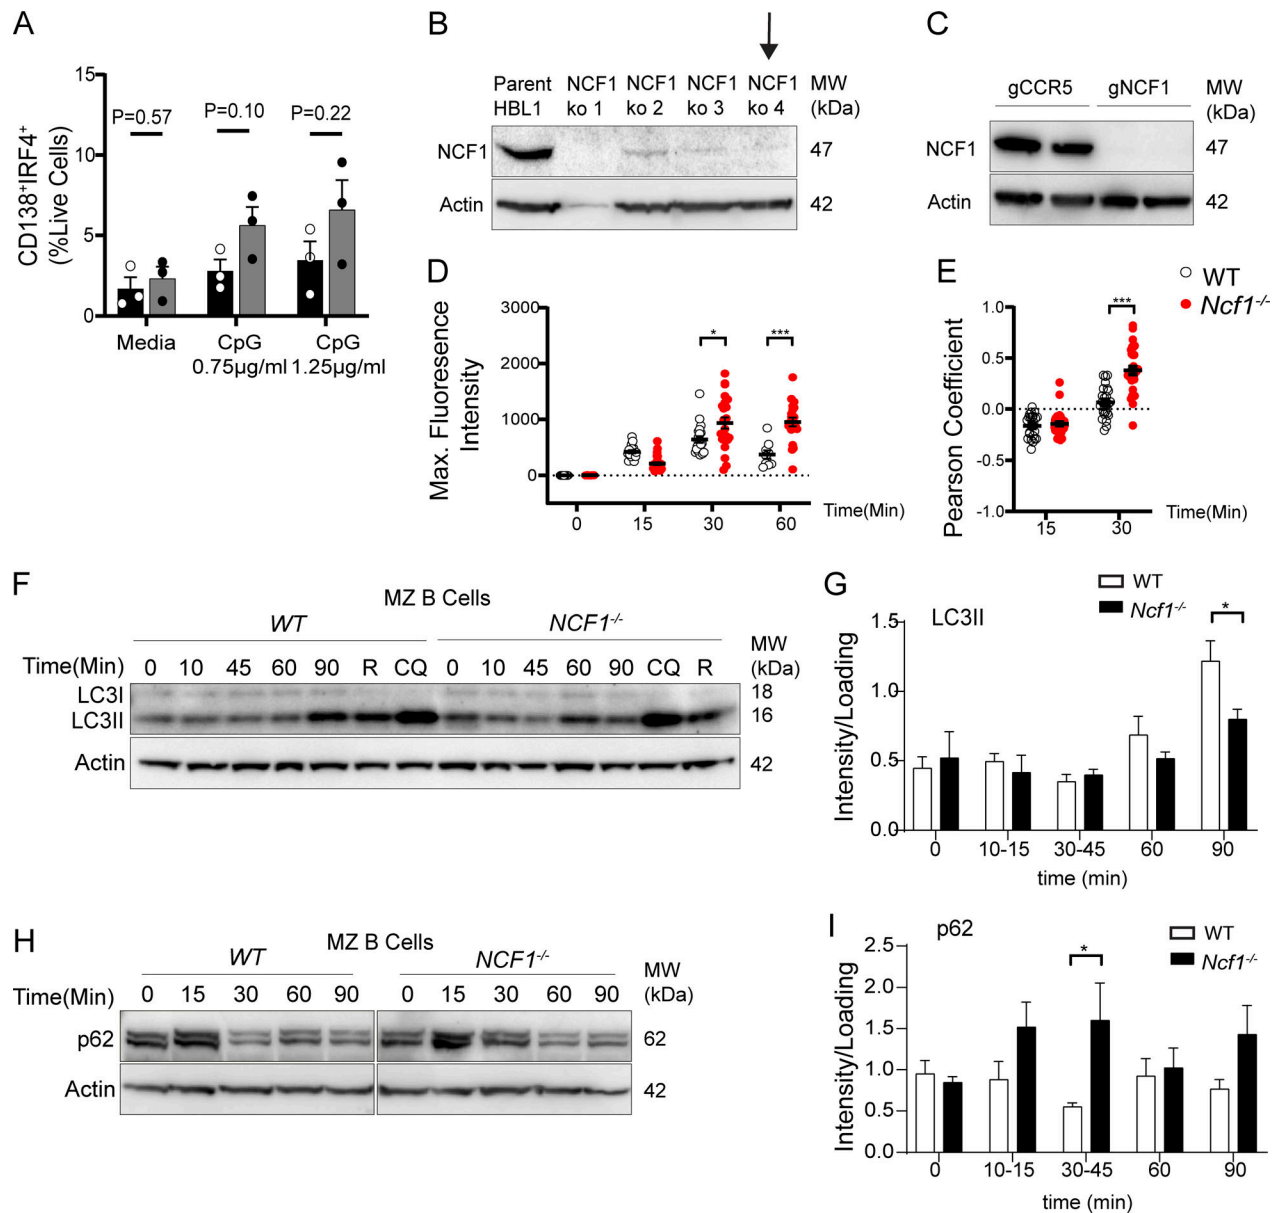 A
15
10
5
0
CD138+IRF4+
(%Live Cells)
P=0.57
P=0.10
P=0.22
Media
CpG
0.75µg/ml
CpG
1.25µg/ml
B
Parent
HBL1
NCF1
ko 1
NCF1
ko 2
NCF1
ko 3
NCF1
ko 4
MW
(kDa)
NCF1
47
Actin
42
C
gCCR5
gNCF1
MW
(kDa)
NCF1
47
Actin
42
D
Max. Fluoresence
Intensity
3000
2000
1000
0
*
***
0
15
30
60
Time(Min)
E
WT
Ncf1-/-
Pearson Coefficient
1.0
0.5
0.0
-0.5
-1.0
***
15
30
Time(Min)
F
MZ B Cells
WT
NCF1-/-
MW
(kDa)
Time(Min) 0 10 45 60 90 R CQ 0 10 45 60 90 CQ R
LC3I
18
LC3II
16
Actin
42
G
LC3II
WT
Ncf1-/-
Intensity/Loading
1.5
1.0
0.5
0.0
*
0
10-15
30-45
60
90
time (min)
H
MZ B Cells
WT
NCF1-/-
MW
(kDa)
Time(Min) 0 15 30 60 90 0 15 30 60 90
p62
62
Actin
42
I
p62
WT
Ncf1-/-
Intensity/Loading
2.5
2.0
1.5
1.0
0.5
0.0
*
0
10-15
30-45
60
90
time (min)